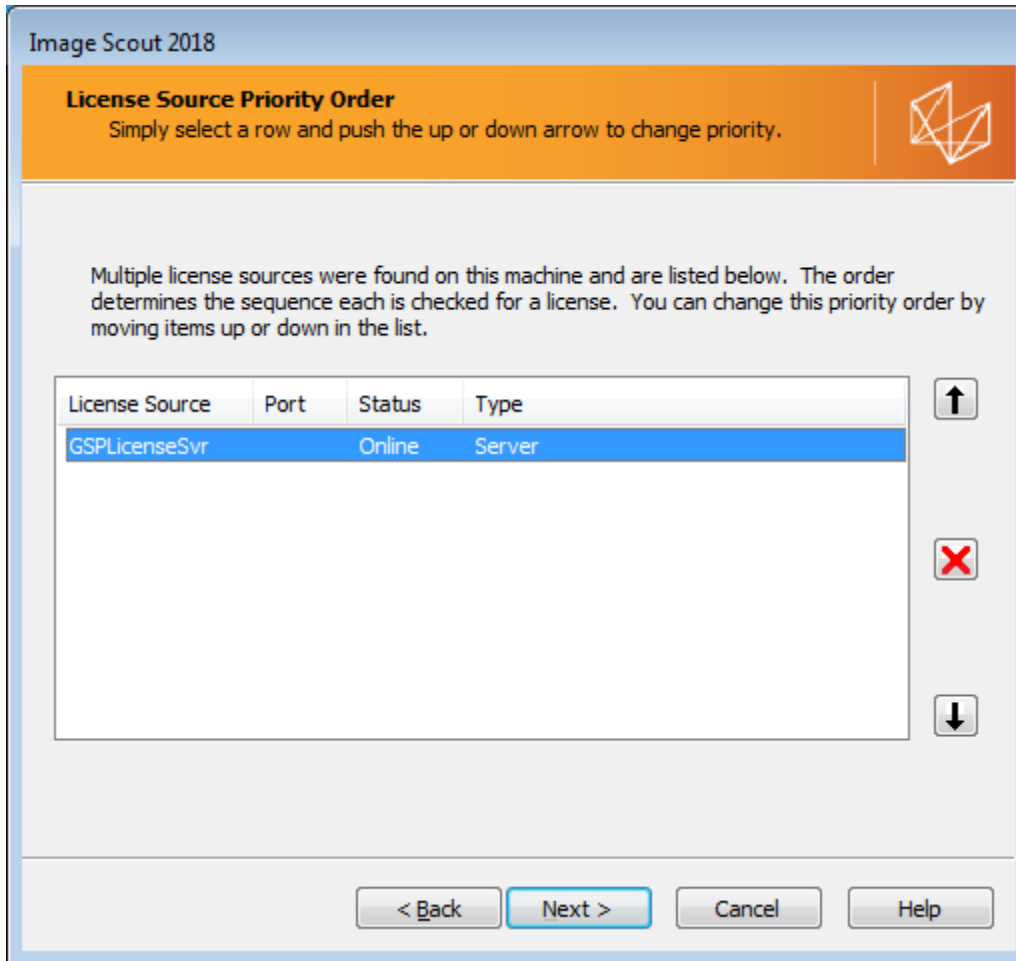 Image Scout 2018
License Source Priority Order
Simply select a row and push the up or down arrow to change priority.
Multiple license sources were found on this machine and are listed below.  The order
determines the sequence each is checked for a license.  You can change this priority order by
moving items up or down in the list.
License Source Port Status Type
GSPLicenseSvr Online Server
< Back Next > Cancel Help